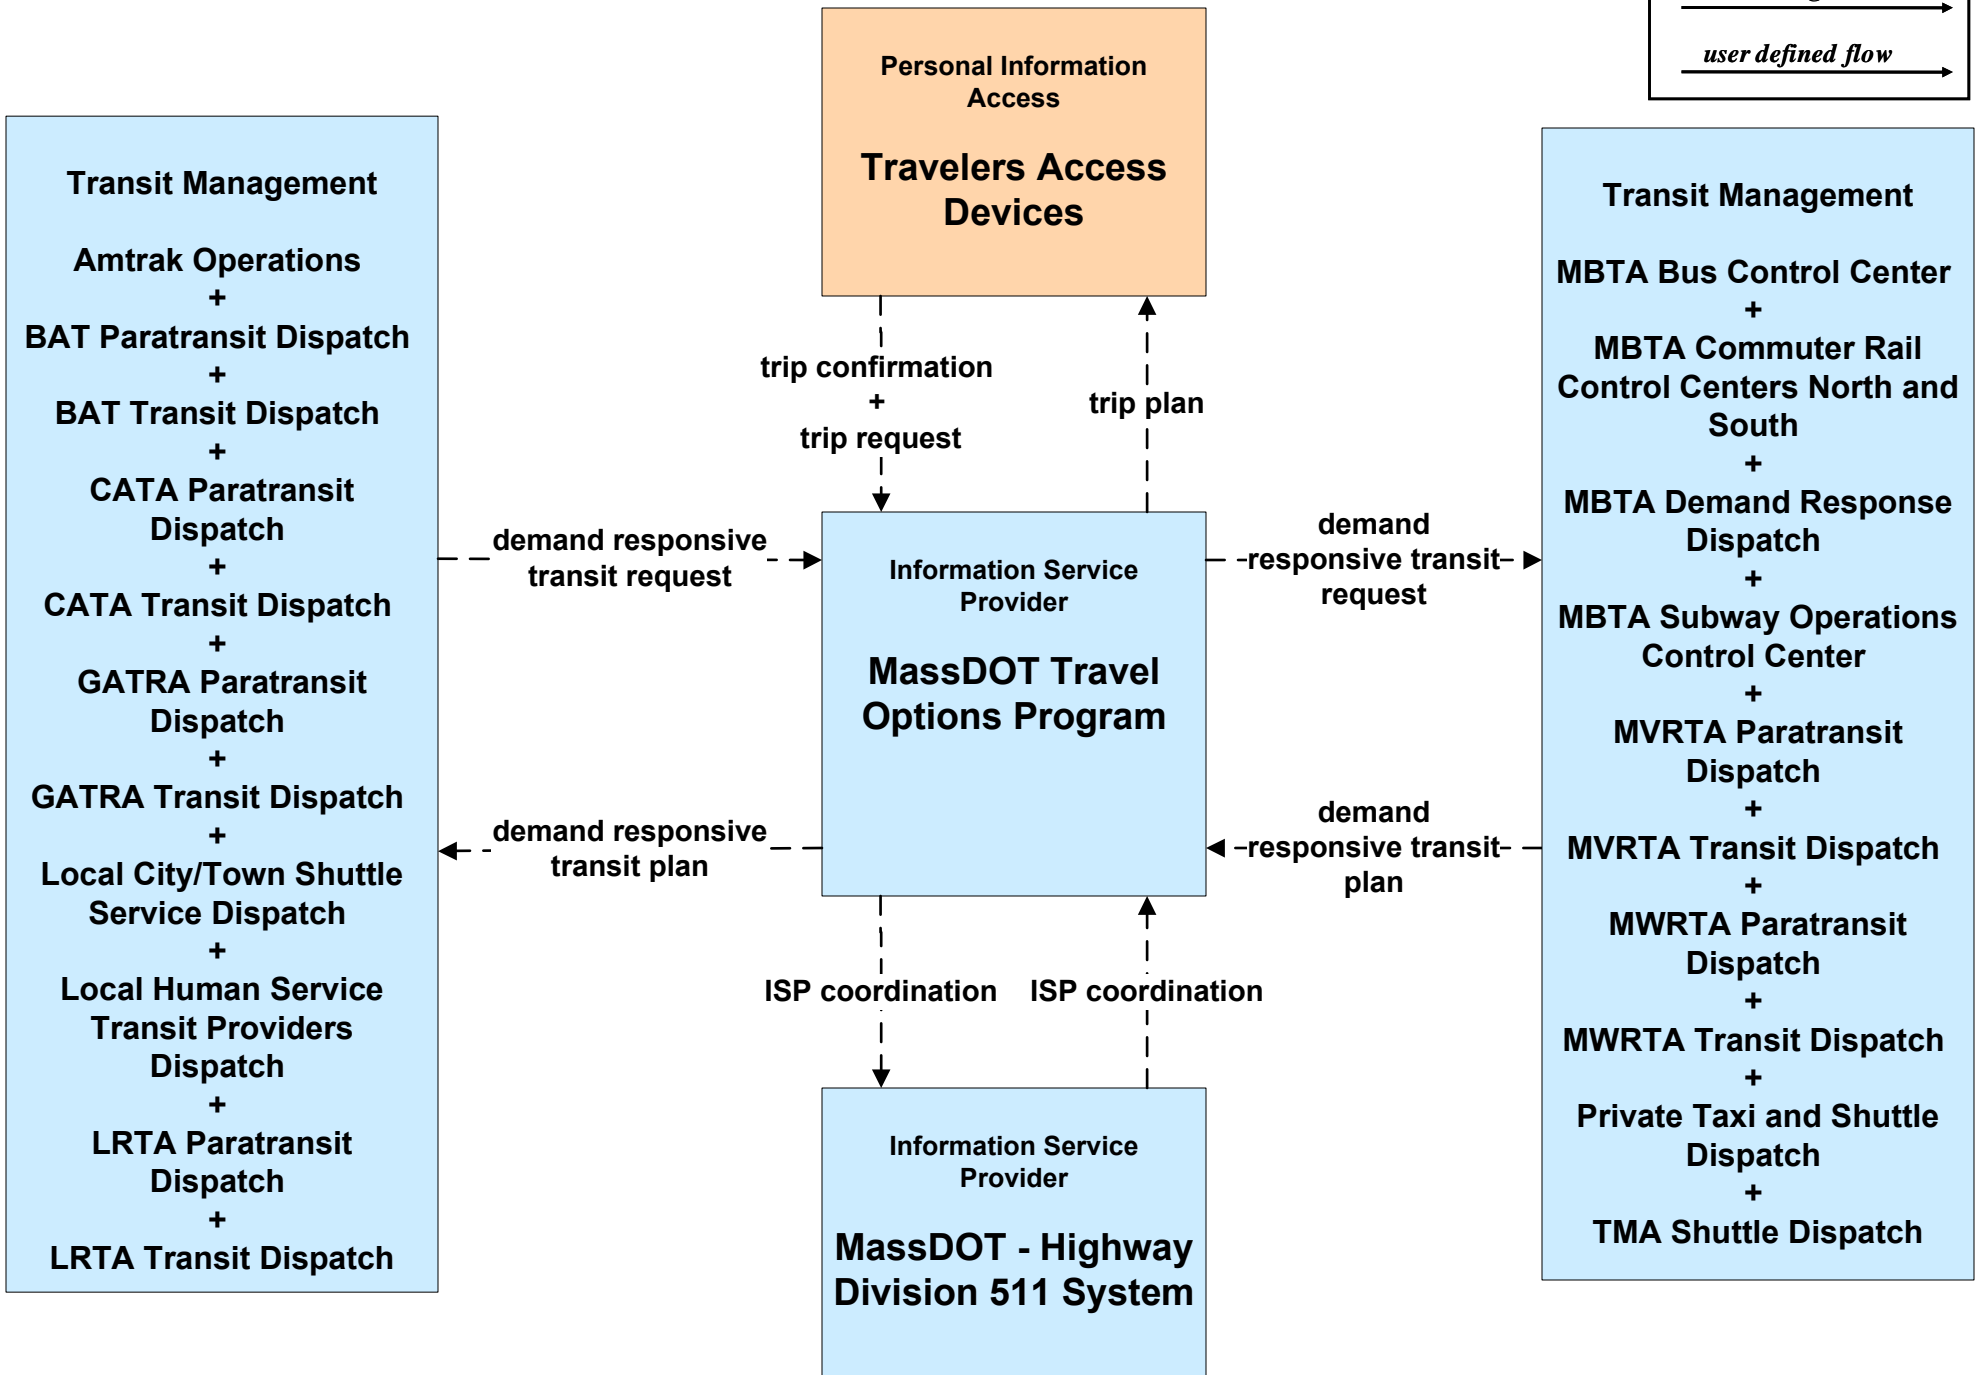 user defined flow
Personal Information
Access
Travelers Access
Devices
Transit Management
Amtrak Operations
+
BAT Paratransit Dispatch
+
BAT Transit Dispatch
+
CATA Paratransit
Dispatch
+
CATA Transit Dispatch
+
GATRA Paratransit
Dispatch
+
GATRA Transit Dispatch
+
Local City/Town Shuttle
Service Dispatch
+
Local Human Service
Transit Providers
Dispatch
+
LRTA Paratransit
Dispatch
+
LRTA Transit Dispatch
trip confirmation
+
trip request
trip plan
demand responsive
transit request
demand responsive
transit plan
Information Service
Provider
MassDOT Travel
Options Program
demand
responsive transit
request
demand
responsive transit
plan
ISP coordination
ISP coordination
Information Service
Provider
MassDOT - Highway
Division 511 System
Transit Management
MBTA Bus Control Center
+
MBTA Commuter Rail
Control Centers North and
South
+
MBTA Demand Response
Dispatch
+
MBTA Subway Operations
Control Center
+
MVRTA Paratransit
Dispatch
+
MVRTA Transit Dispatch
+
MWRTA Paratransit
Dispatch
+
MWRTA Transit Dispatch
+
Private Taxi and Shuttle
Dispatch
+
TMA Shuttle Dispatch